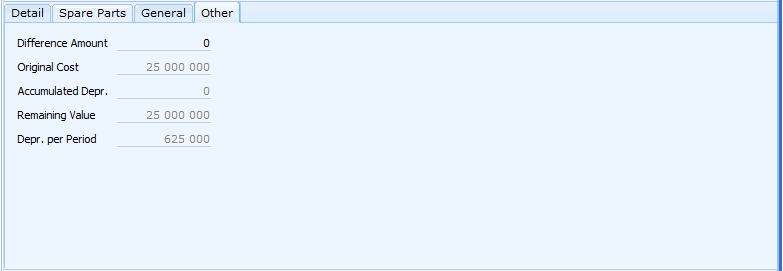 Detail Spare Parts General Other
Difference Amount 0
Original Cost 25 000 000
Accumulated Depr. 0
Remaining Value 25 000 000
Depr. per Period 625 000